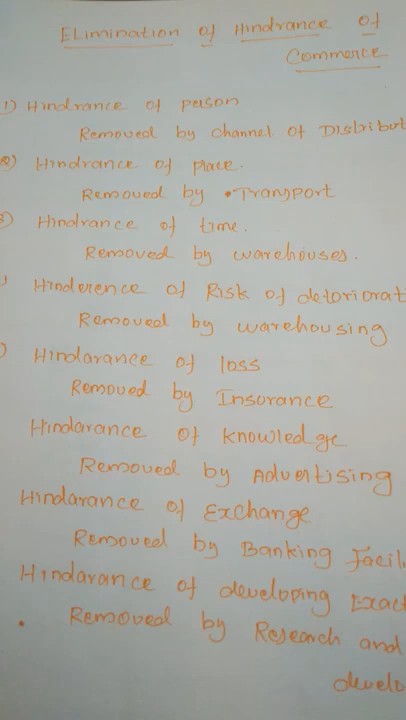 ELimination of Hindrance of
Commerce
1) Hindrance of person
Removed by channel of Distribut
2) Hindrance of place.
Removed by Transport
3) Hindrance of time.
Removed by warehouses.
) Hinderence of Risk of detoriorati
Removed by warehousing
) Hindarance of loss
Removed by Insorance
Hindarance of knowledge
Removed by Advertising
Hindarance of Exchange
Removed by Banking Facil
Hindarance of developing Exact
Removed by Research and
develo